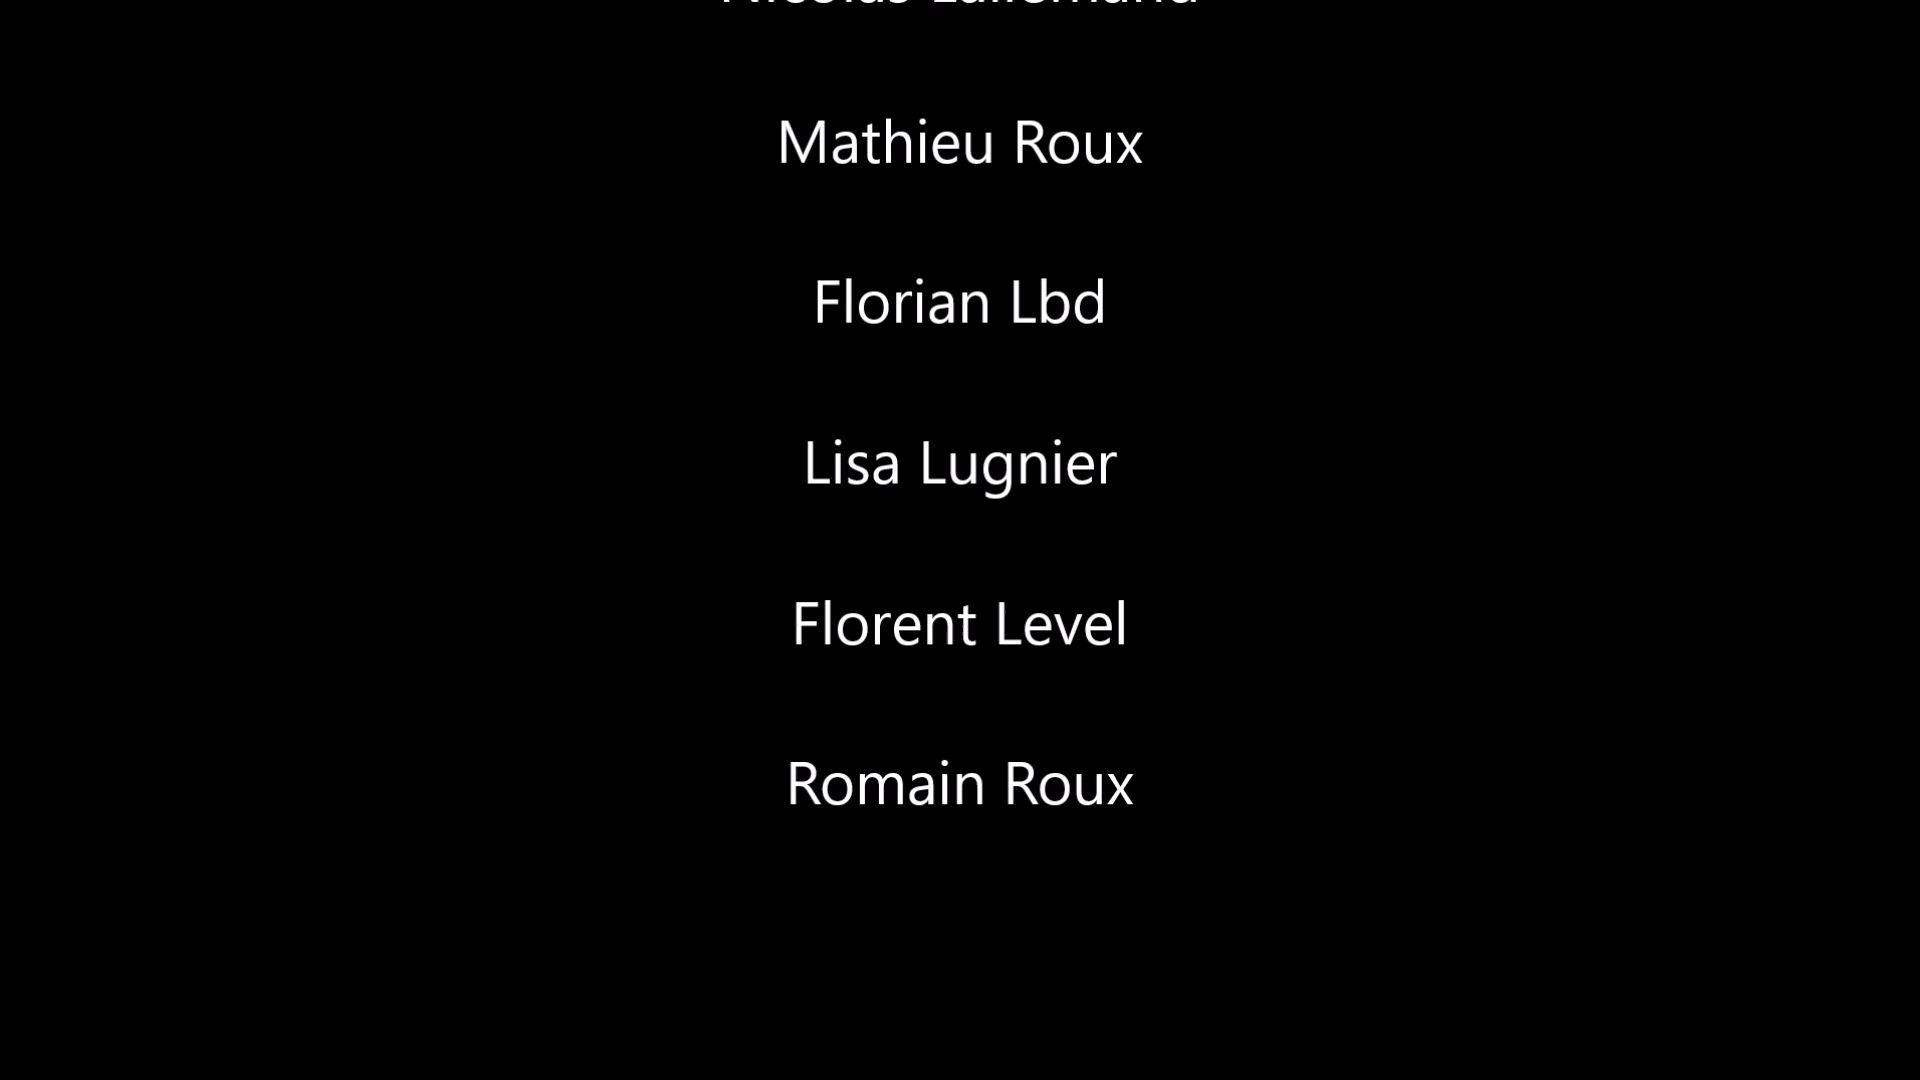 Mathieu Roux
Florian Lbd
Lisa Lugnier
Florent Level
Romain Roux